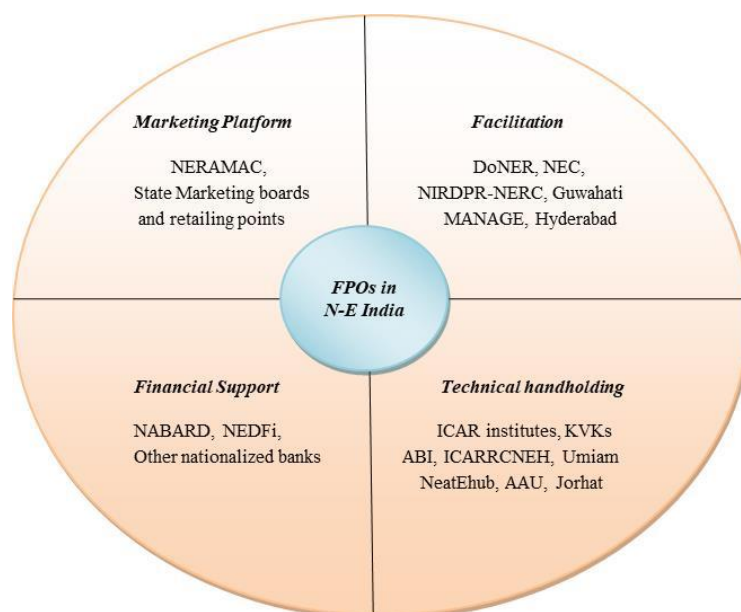 Marketing Platform
NERAMAC,
State Marketing boards
and retailing points
Facilitation
DoNER, NEC,
NIRDPR-NERC, Guwahati
MANAGE, Hyderabad
FPOs in
N-E India
Financial Support
NABARD, NEDFi,
Other nationalized banks
Technical handholding
ICAR institutes, KVKs
ABI, ICARRCNEH, Umiam
NeatEhub, AAU, Jorhat